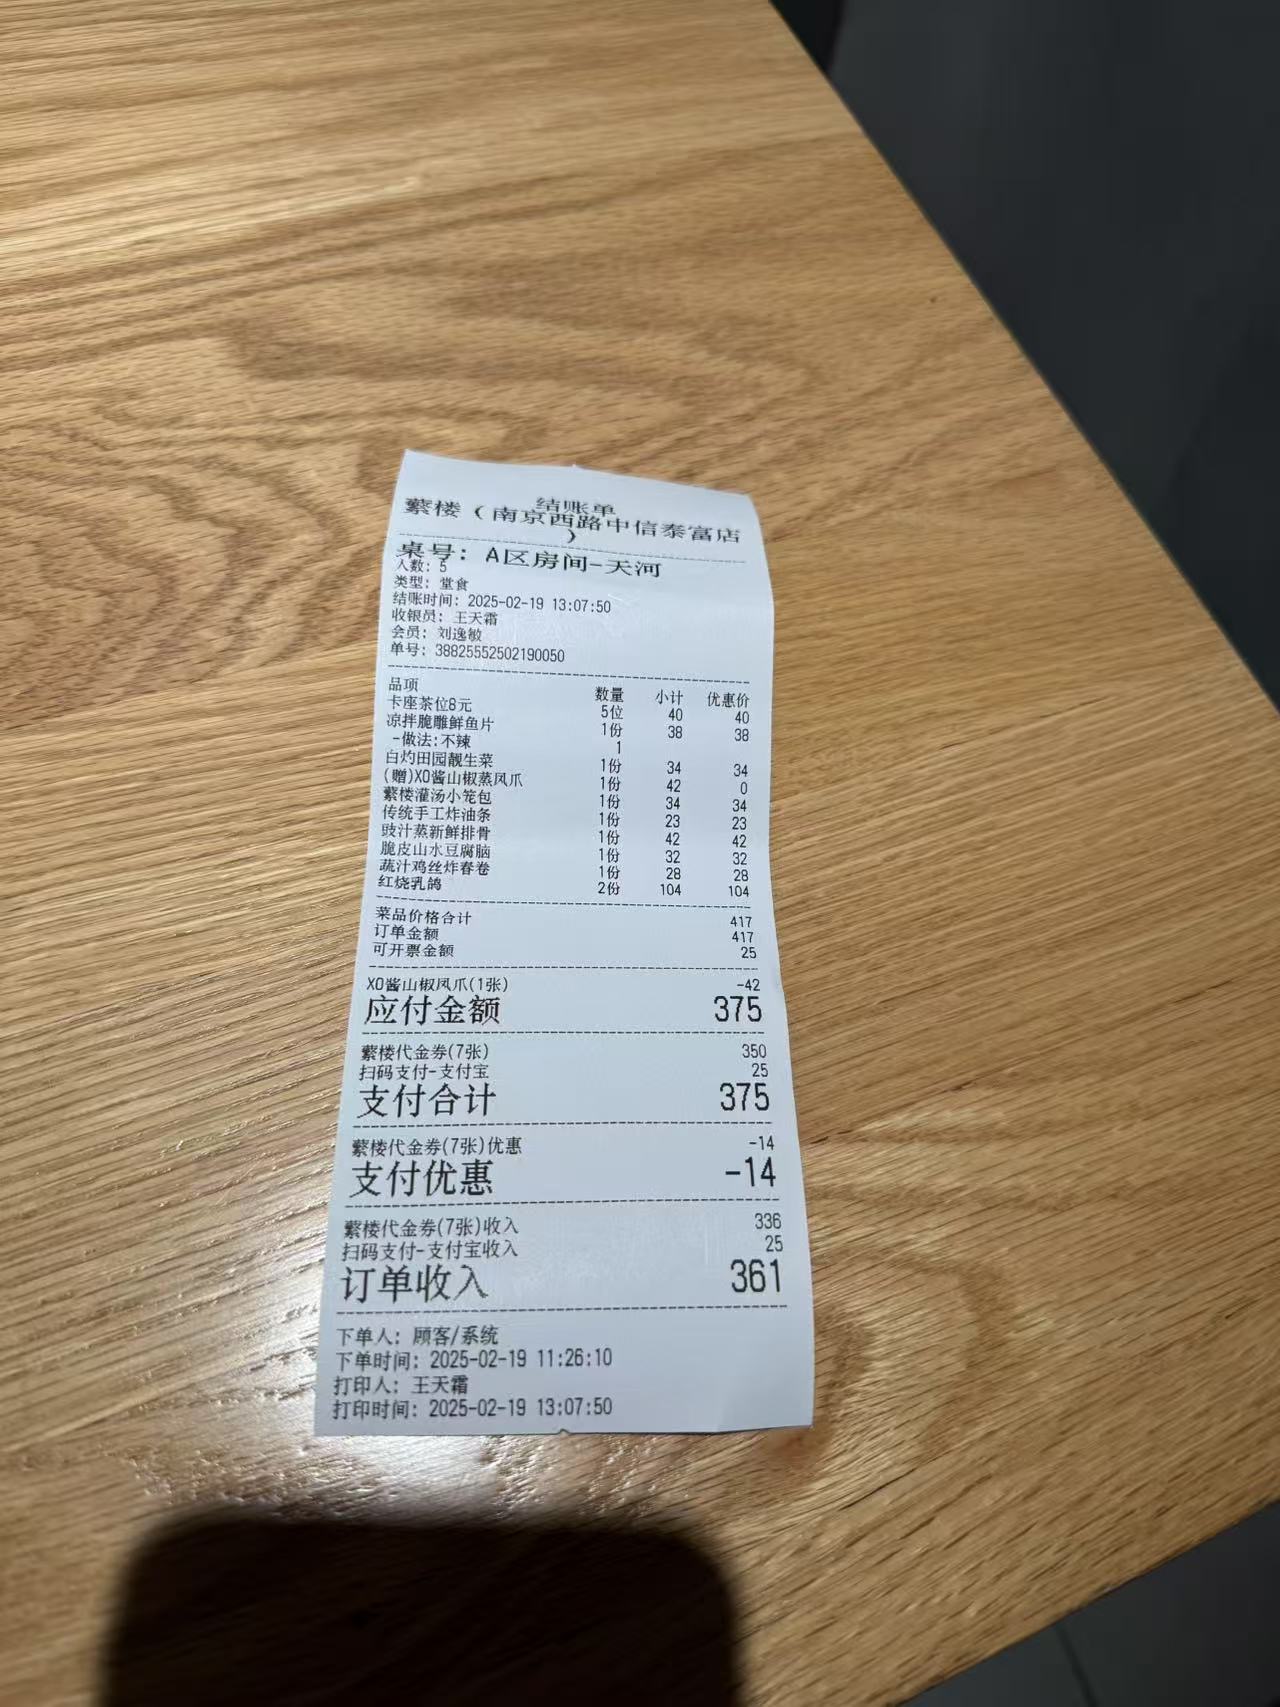 结账单
蘩楼（南京西路中信泰富店
）
桌号：A区房间-天河
人数：5
类型：堂食
结账时间：2025-02-19 13:07:50
收银员：王天霜
会员：刘逸敏
单号：38825552502190050
品项 数量 小计 优惠价
卡座茶位8元 5位 40 40
凉拌脆雕鲜鱼片 1份 38 38
-做法:不辣 1
白灼田园靓生菜 1份 34 34
(赠)XO酱山椒蒸凤爪 1份 42 0
蘩楼灌汤小笼包 1份 34 34
传统手工炸油条 1份 23 23
豉汁蒸新鲜排骨 1份 42 42
脆皮山水豆腐脑 1份 32 32
蔬汁鸡丝炸春卷 1份 28 28
红烧乳鸽 2份 104 104
菜品价格合计 417
订单金额 417
可开票金额 25
XO酱山椒凤爪(1张) -42
应付金额 375
蘩楼代金券(7张) 350
扫码支付-支付宝 25
支付合计 375
蘩楼代金券(7张)优惠 -14
支付优惠 -14
蘩楼代金券(7张)收入 336
扫码支付-支付宝收入 25
订单收入 361
下单人：顾客/系统
下单时间：2025-02-19 11:26:10
打印人：王天霜
打印时间：2025-02-19 13:07:50